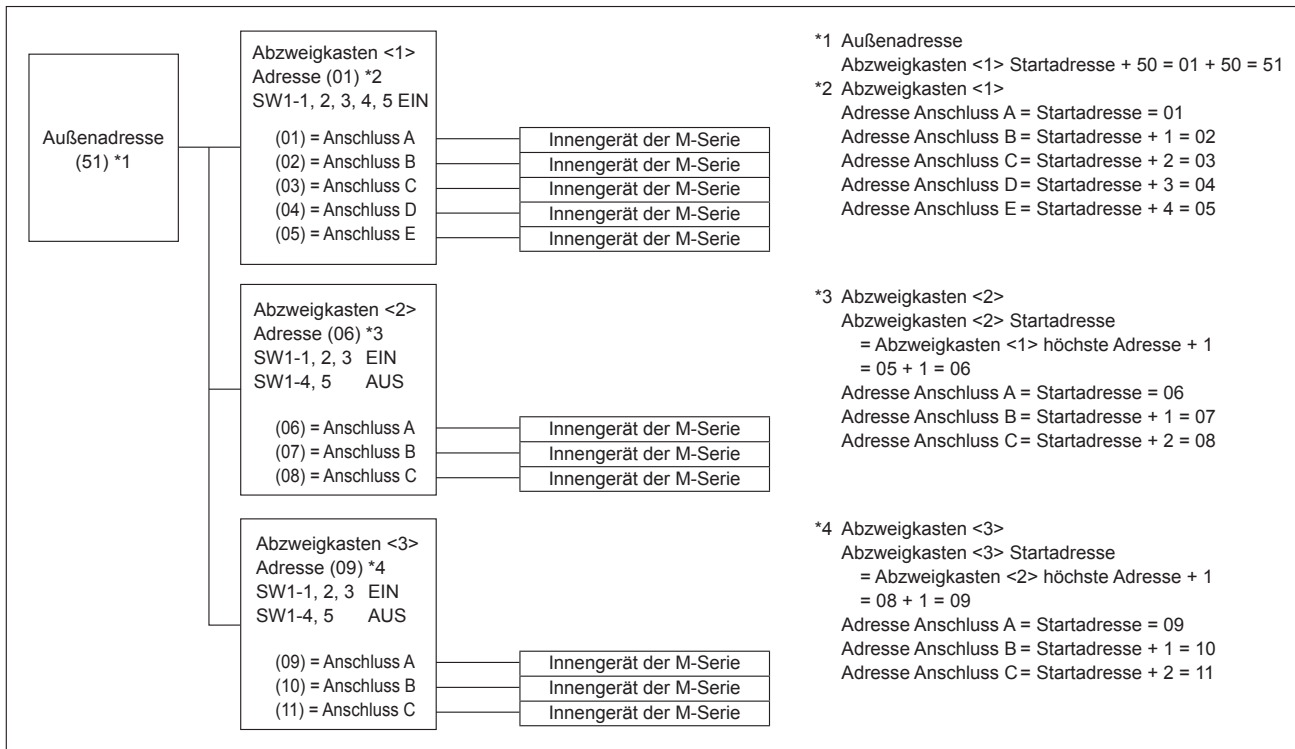 Außenadresse
(51) *1
Abzweigkasten <1>
Adresse (01) *2
SW1-1, 2, 3, 4, 5 EIN
(01) = Anschluss A
(02) = Anschluss B
(03) = Anschluss C
(04) = Anschluss D
(05) = Anschluss E
Innengerät der M-Serie
Innengerät der M-Serie
Innengerät der M-Serie
Innengerät der M-Serie
Innengerät der M-Serie
Abzweigkasten <2>
Adresse (06) *3
SW1-1, 2, 3 EIN
SW1-4, 5 AUS
(06) = Anschluss A
(07) = Anschluss B
(08) = Anschluss C
Innengerät der M-Serie
Innengerät der M-Serie
Innengerät der M-Serie
Abzweigkasten <3>
Adresse (09) *4
SW1-1, 2, 3 EIN
SW1-4, 5 AUS
(09) = Anschluss A
(10) = Anschluss B
(11) = Anschluss C
Innengerät der M-Serie
Innengerät der M-Serie
Innengerät der M-Serie
*1 Außenadresse
Abzweigkasten <1> Startadresse + 50 = 01 + 50 = 51
*2 Abzweigkasten <1>
Adresse Anschluss A = Startadresse = 01
Adresse Anschluss B = Startadresse + 1 = 02
Adresse Anschluss C = Startadresse + 2 = 03
Adresse Anschluss D = Startadresse + 3 = 04
Adresse Anschluss E = Startadresse + 4 = 05
*3 Abzweigkasten <2>
Abzweigkasten <2> Startadresse
= Abzweigkasten <1> höchste Adresse + 1
= 05 + 1 = 06
Adresse Anschluss A = Startadresse = 06
Adresse Anschluss B = Startadresse + 1 = 07
Adresse Anschluss C = Startadresse + 2 = 08
*4 Abzweigkasten <3>
Abzweigkasten <3> Startadresse
= Abzweigkasten <2> höchste Adresse + 1
= 08 + 1 = 09
Adresse Anschluss A = Startadresse = 09
Adresse Anschluss B = Startadresse + 1 = 10
Adresse Anschluss C = Startadresse + 2 = 11